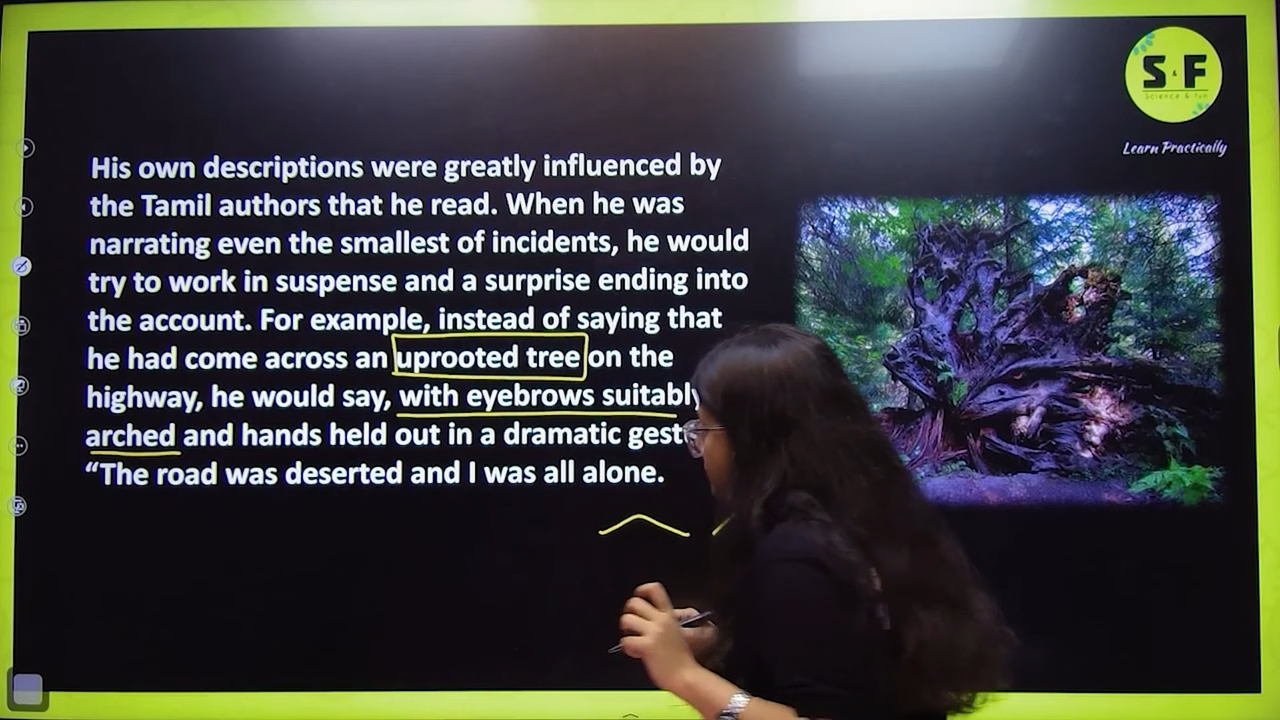 S&F
Science & fun
Learn Practically
His own descriptions were greatly influenced by
the Tamil authors that he read. When he was
narrating even the smallest of incidents, he would
try to work in suspense and a surprise ending into
the account. For example, instead of saying that
he had come across an uprooted tree on the
highway, he would say, with eyebrows suitably
arched and hands held out in a dramatic
“The road was deserted and I was all alone.